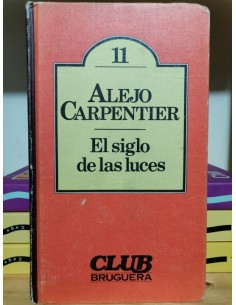 11
ALEJO
CARPENTIER
El siglo
de las luces
CLUB
BRUGUERA